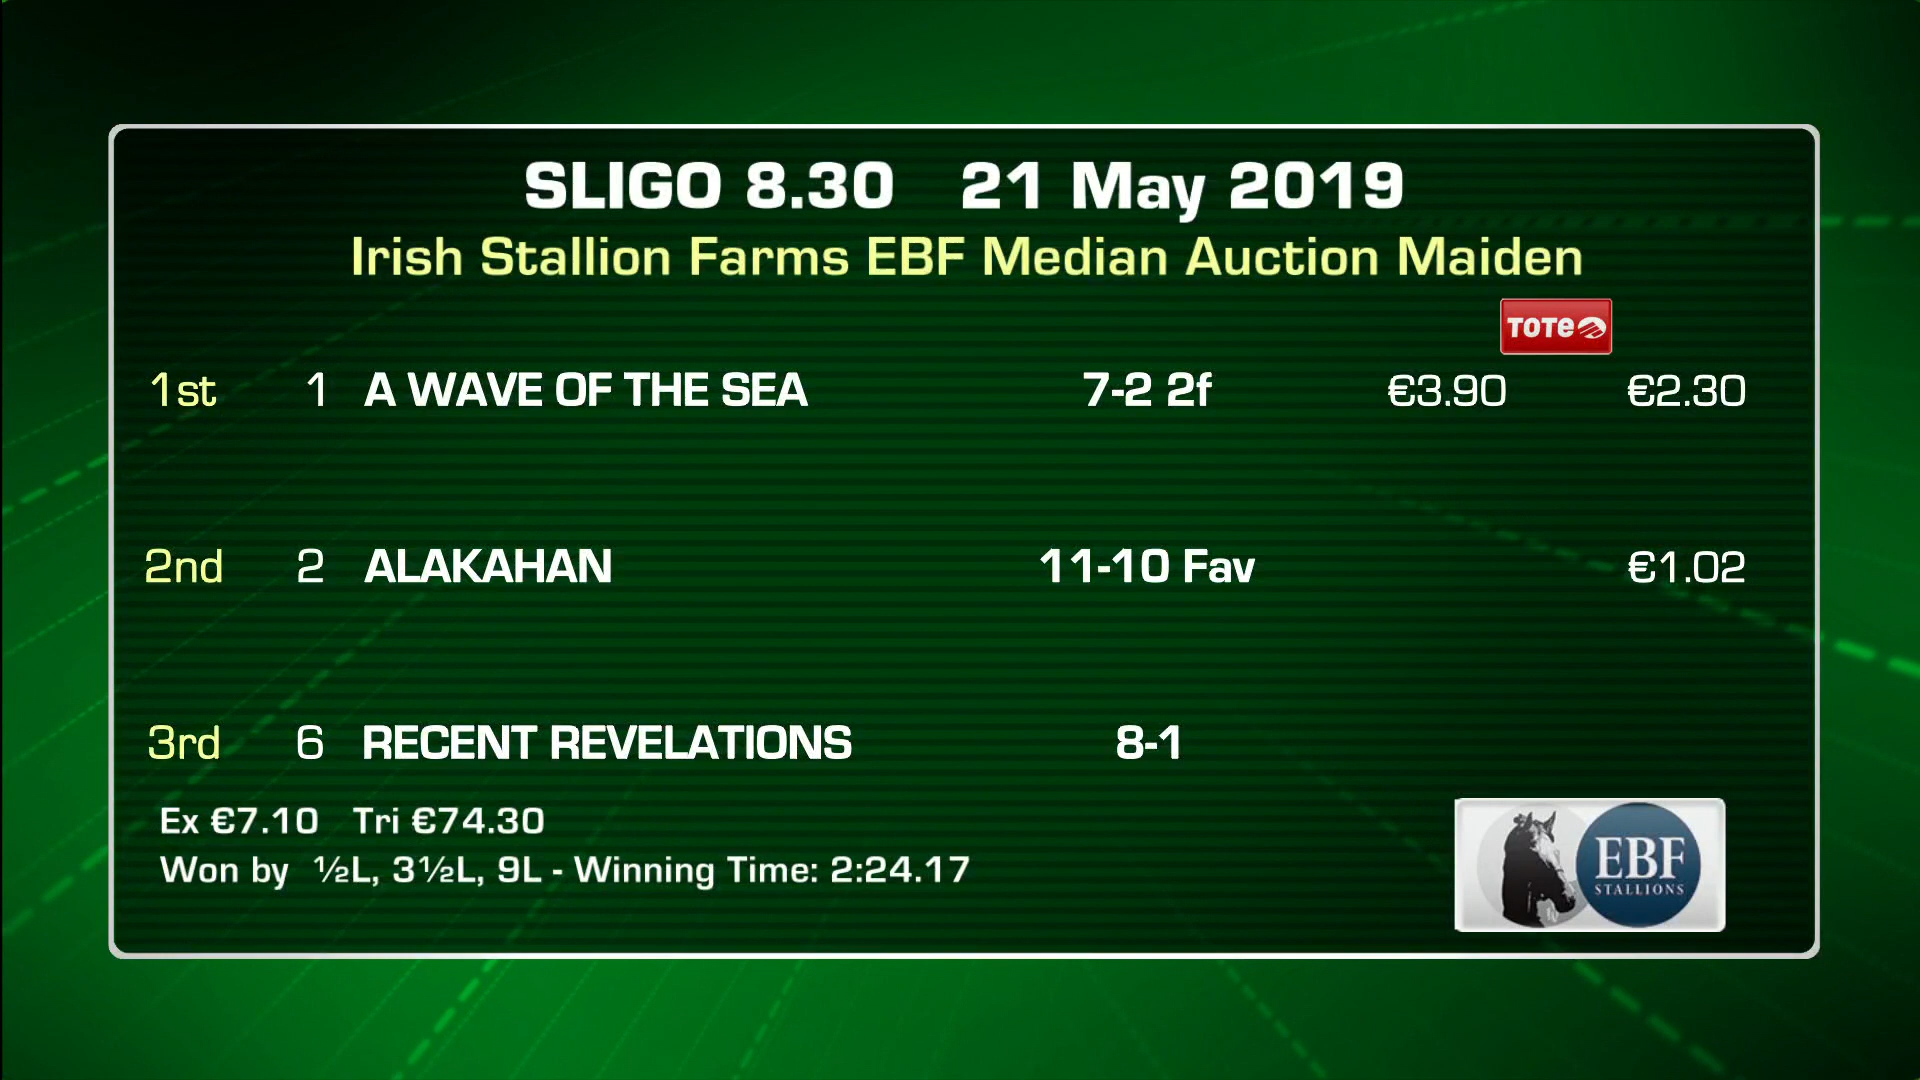 SLIGO 8.30 21 May 2019
Irish Stallion Farms EBF Median Auction Maiden
TOTE
1st 1 A WAVE OF THE SEA 7-2 2f €3.90 €2.30
2nd 2 ALAKAHAN 11-10 Fav €1.02
3rd 6 RECENT REVELATIONS 8-1
Ex €7.10 Tri €74.30
Won by ½L, 3½L, 9L - Winning Time: 2:24.17
EBF
STALLIONS